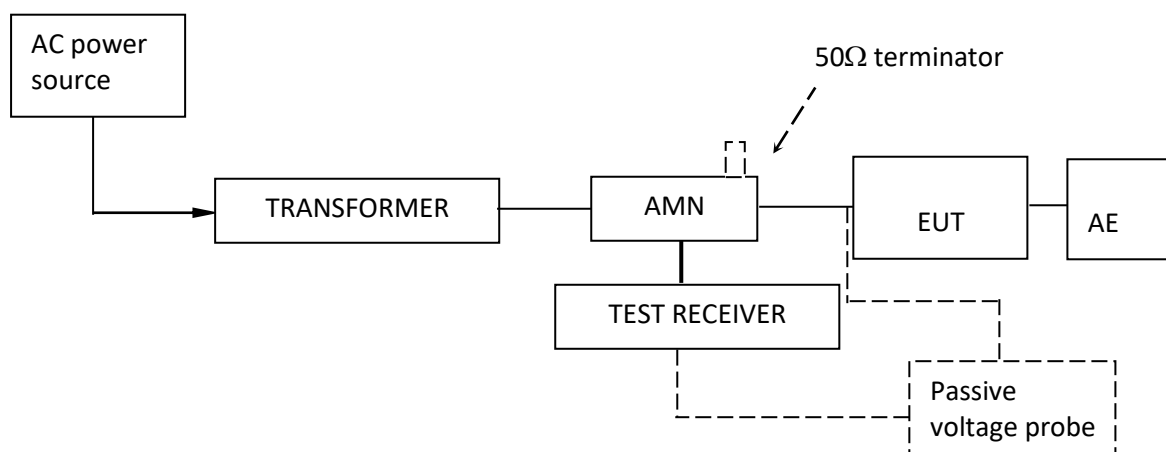 AC power
source
50Ω terminator
TRANSFORMER
AMN
EUT
AE
TEST RECEIVER
Passive
voltage probe